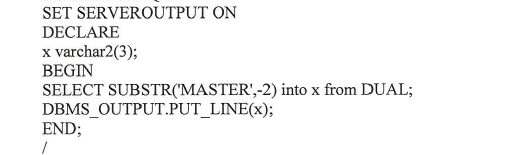 SET SERVEROUTPUT ON
DECLARE
x varchar2(3);
BEGIN
SELECT SUBSTR('MASTER',-2) into x from DUAL;
DBMS_OUTPUT.PUT_LINE(x);
END;
/